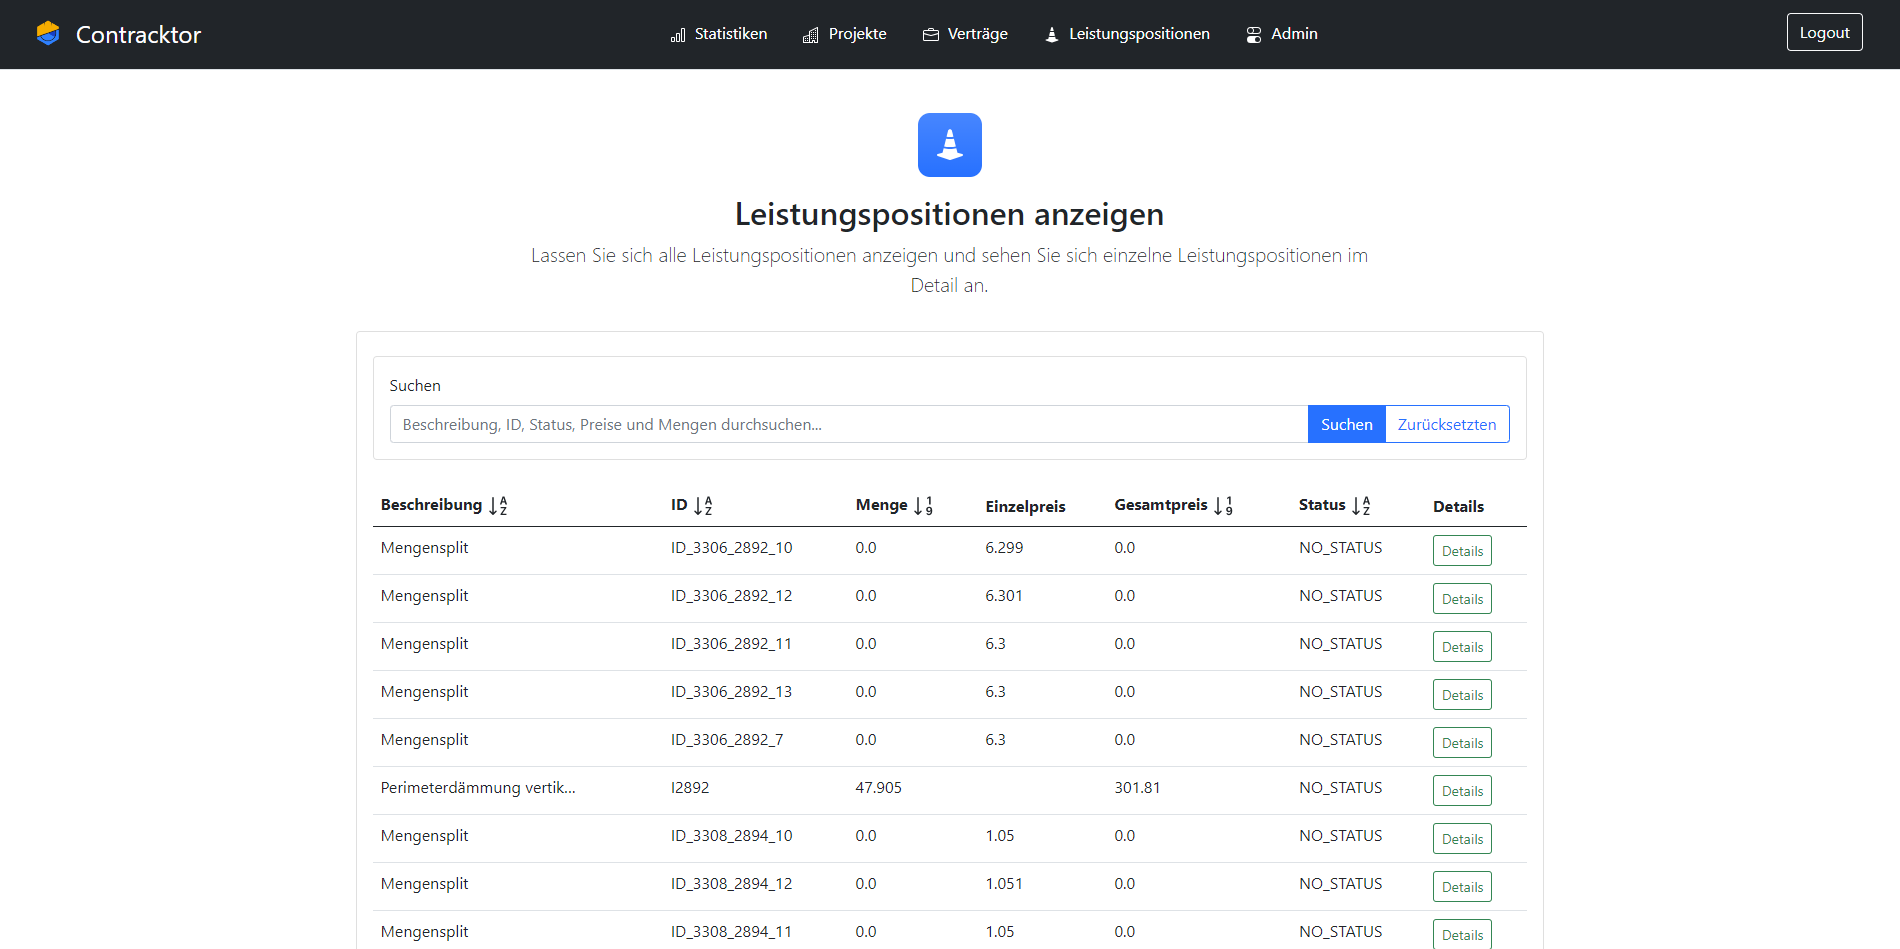 Contracktor
Statistiken Projekte Verträge Leistungspositionen Admin
Logout
Leistungspositionen anzeigen
Lassen Sie sich alle Leistungspositionen anzeigen und sehen Sie sich einzelne Leistungspositionen im
Detail an.
Suchen
Beschreibung, ID, Status, Preise und Mengen durchsuchen... Suchen Zurücksetzten
Beschreibung ID Menge Einzelpreis Gesamtpreis Status Details
Mengensplit ID_3306_2892_10 0.0 6.299 0.0 NO_STATUS Details
Mengensplit ID_3306_2892_12 0.0 6.301 0.0 NO_STATUS Details
Mengensplit ID_3306_2892_11 0.0 6.3 0.0 NO_STATUS Details
Mengensplit ID_3306_2892_13 0.0 6.3 0.0 NO_STATUS Details
Mengensplit ID_3306_2892_7 0.0 6.3 0.0 NO_STATUS Details
Perimeterdämmung vertik... I2892 47.905 301.81 NO_STATUS Details
Mengensplit ID_3308_2894_10 0.0 1.05 0.0 NO_STATUS Details
Mengensplit ID_3308_2894_12 0.0 1.051 0.0 NO_STATUS Details
Mengensplit ID_3308_2894_11 0.0 1.05 0.0 NO_STATUS Details